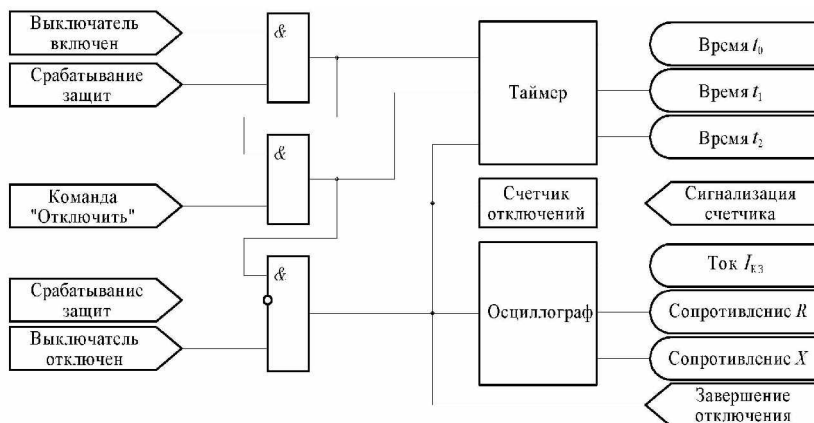 Выключатель
включен
Срабатывание
защит
&
Таймер
Время t₀
Время t₁
Время t₂
Команда
"Отключить"
&
Счетчик
отключений
Сигнализация
счетчика
Срабатывание
защит
Выключатель
отключен
&
Осциллограф
Ток Iкз
Сопротивление R
Сопротивление X
Завершение
отключения